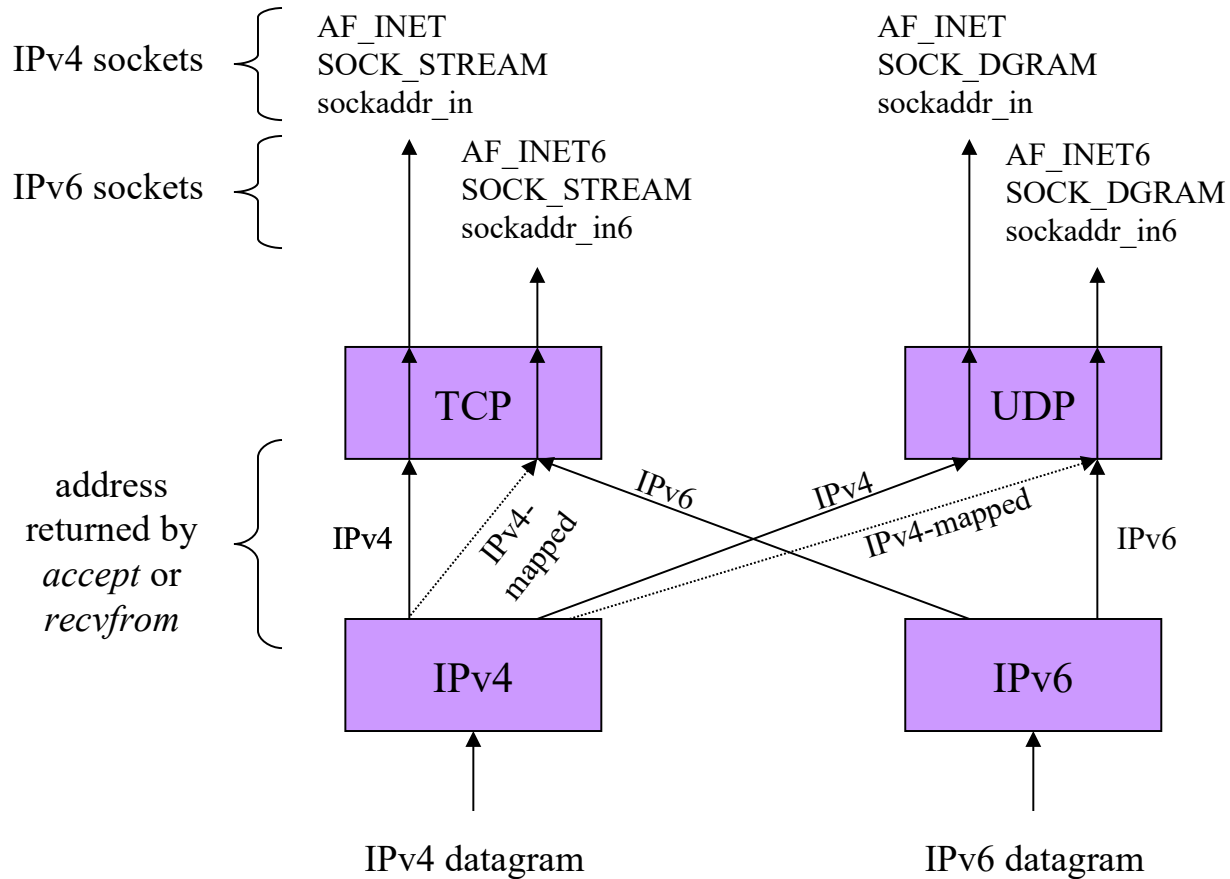 IPv4 sockets
AF_INET
SOCK_STREAM
sockaddr_in
AF_INET
SOCK_DGRAM
sockaddr_in
IPv6 sockets
AF_INET6
SOCK_STREAM
sockaddr_in6
AF_INET6
SOCK_DGRAM
sockaddr_in6
TCP
UDP
address
returned by
accept or
recvfrom
IPv4
IPv4-
mapped
IPv6
IPv4
IPv4-mapped
IPv6
IPv4
IPv6
IPv4 datagram
IPv6 datagram